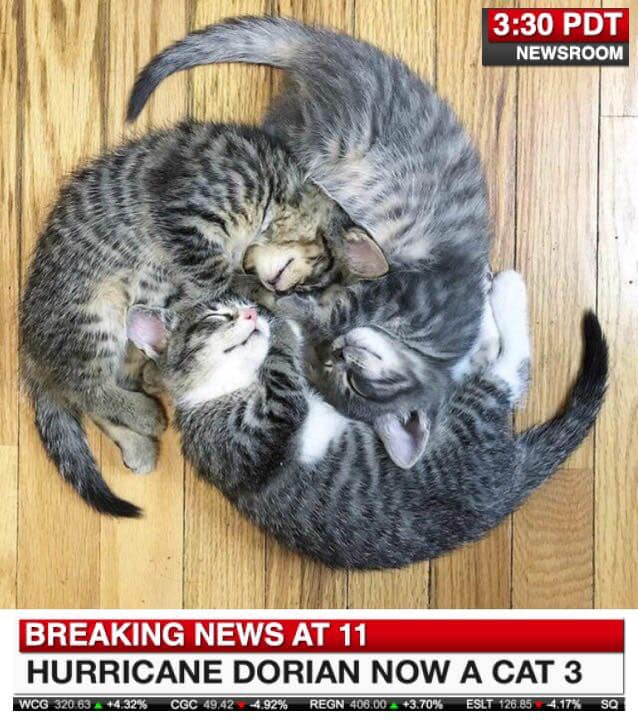 3:30 PDT
NEWSROOM
BREAKING NEWS AT 11
HURRICANE DORIAN NOW A CAT 3
WCG 320.63 ▲ +4.32% CGC 49.42 ▼ -4.92% REGN 406.00 ▲ +3.70% ESLT 126.85 ▼ -4.17% SQ